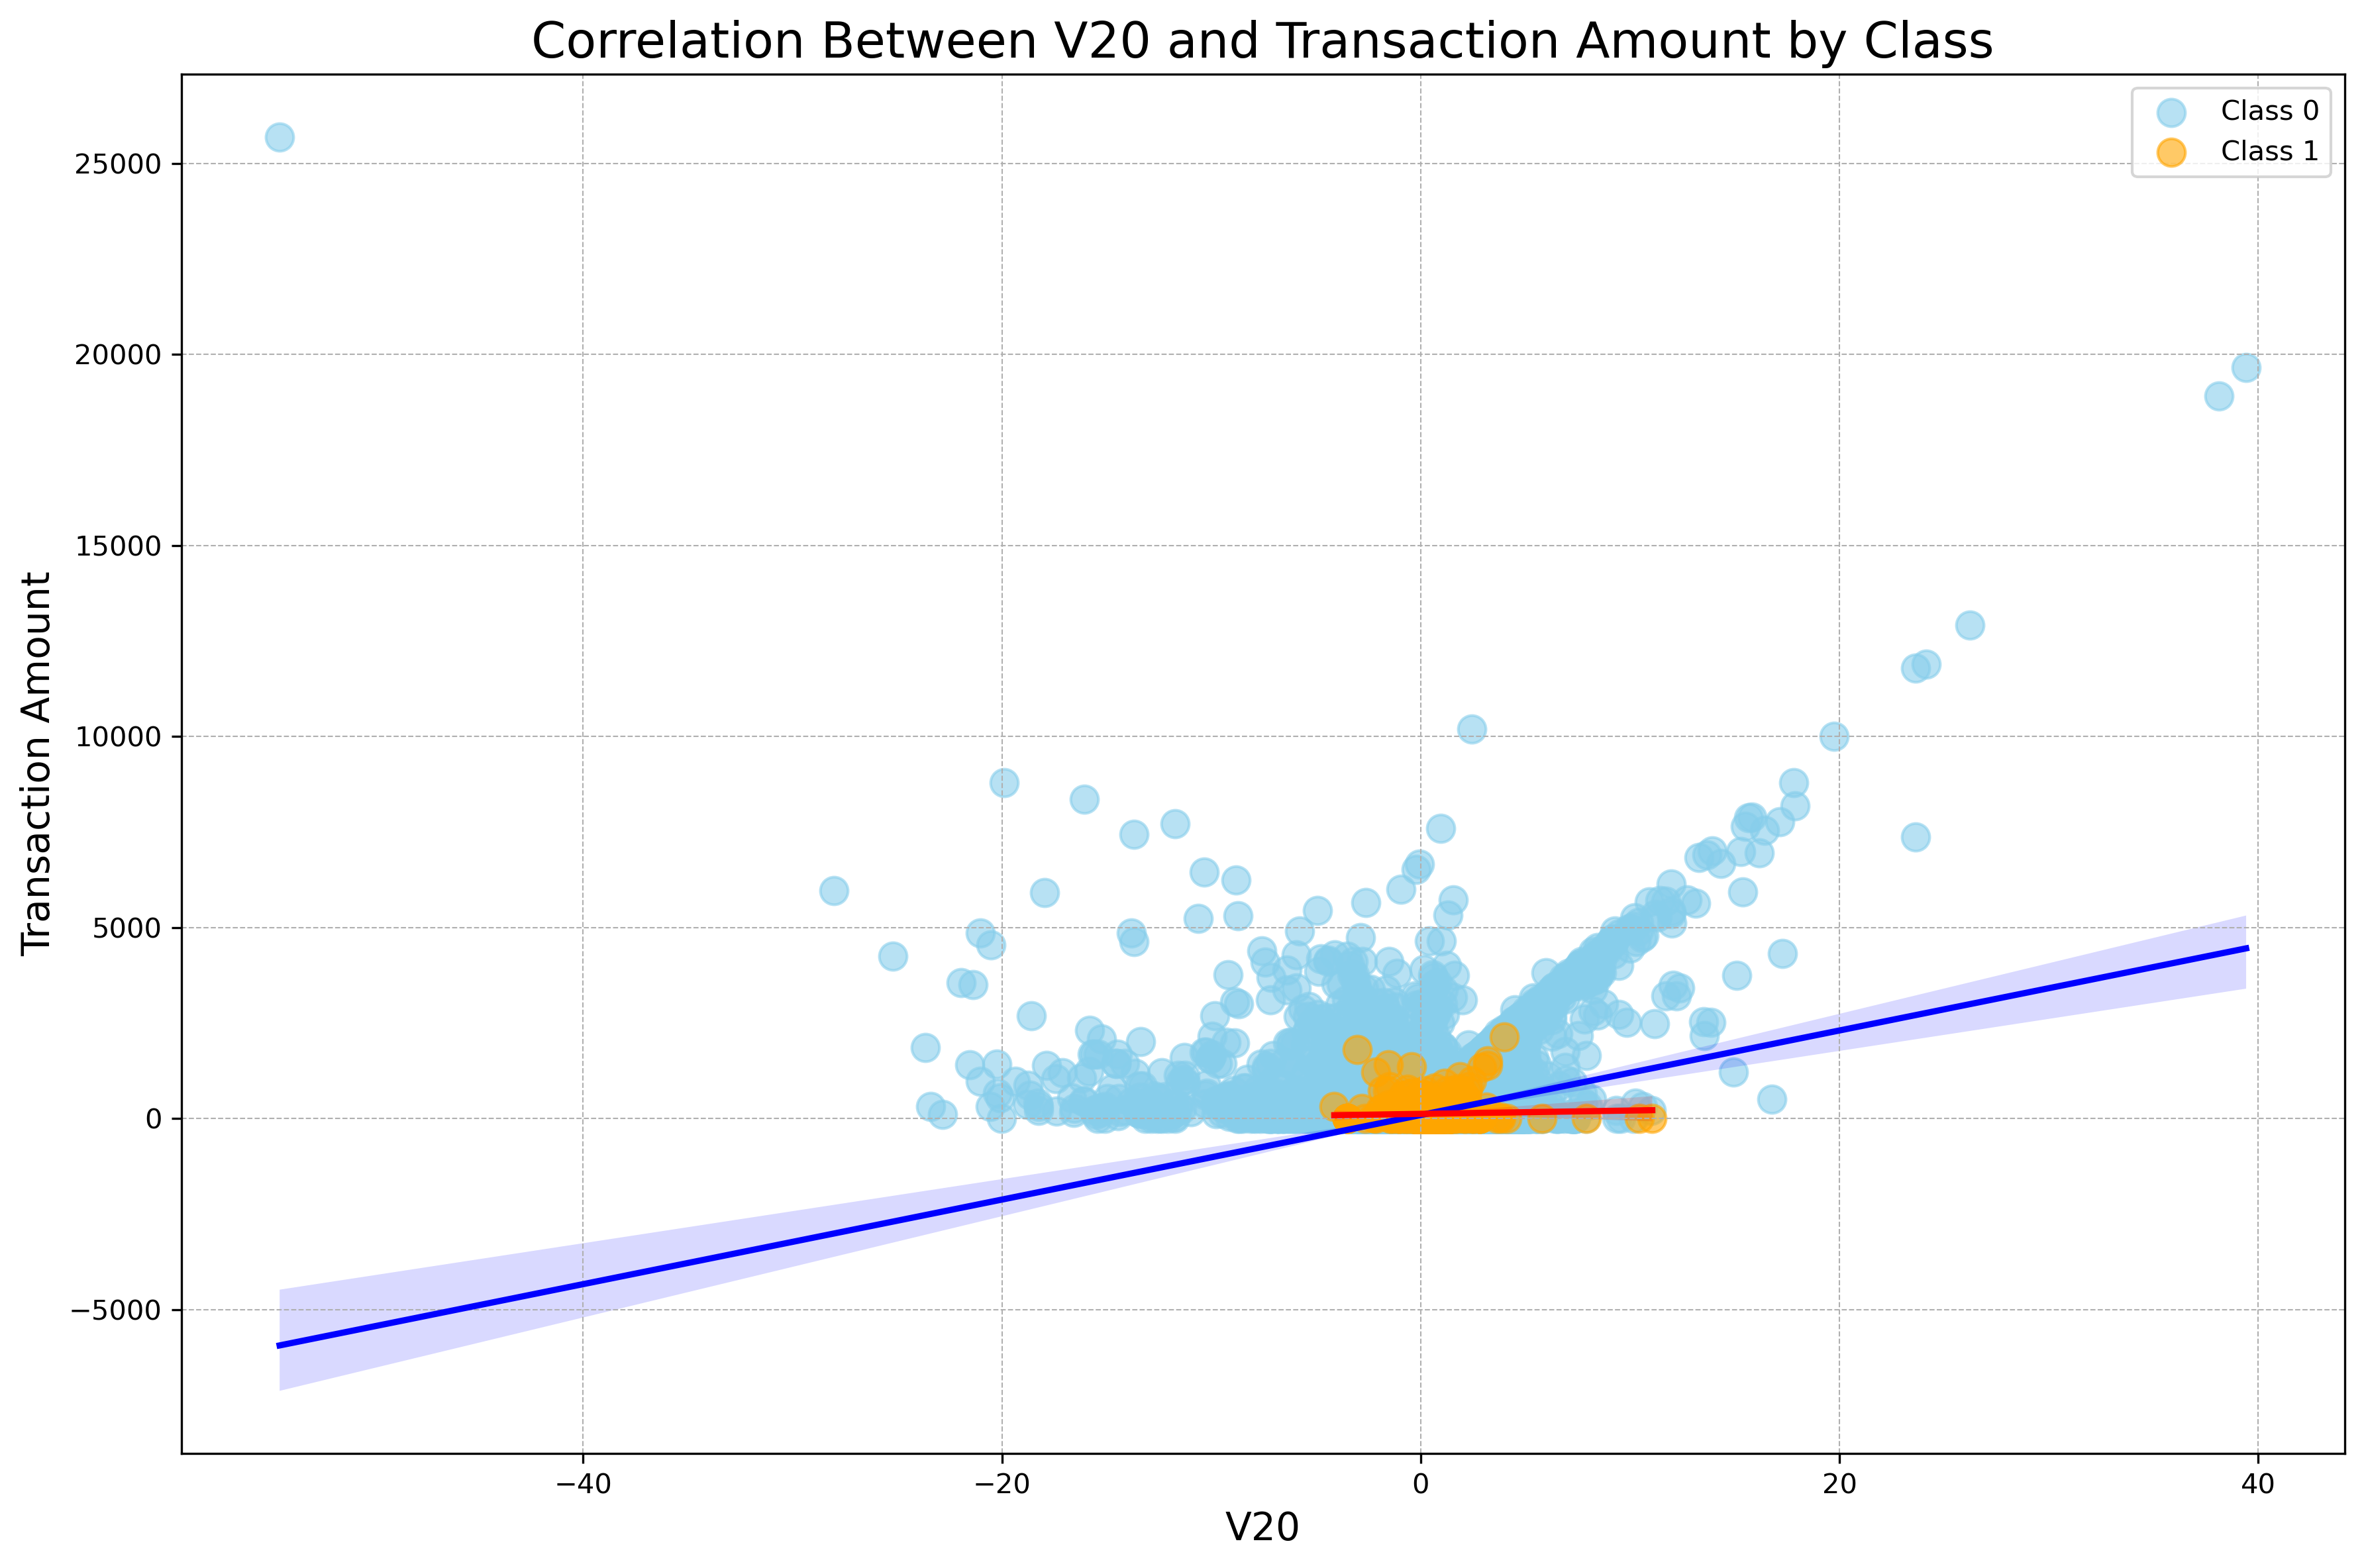 Correlation Between V20 and Transaction Amount by Class
Class 0
Class 1
25000
20000
15000
10000
5000
0
−5000
Transaction Amount
−40
−20
0
20
40
V20